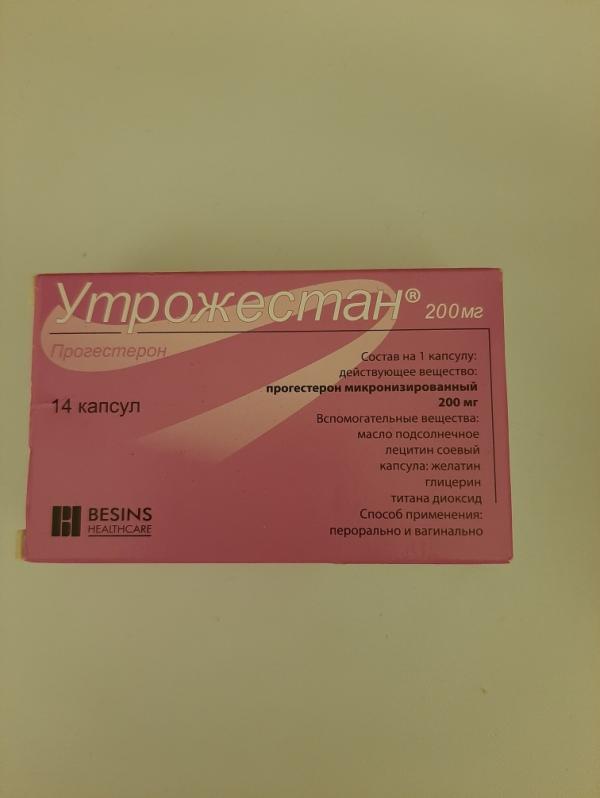 Утрожестан® 200мг
Прогестерон
14 капсул
Состав на 1 капсулу:
действующее вещество:
прогестерон микронизированный
200 мг
Вспомогательные вещества:
масло подсолнечное
лецитин соевый
капсула: желатин
глицерин
титана диоксид
Способ применения:
перорально и вагинально
BESINS
HEALTHCARE